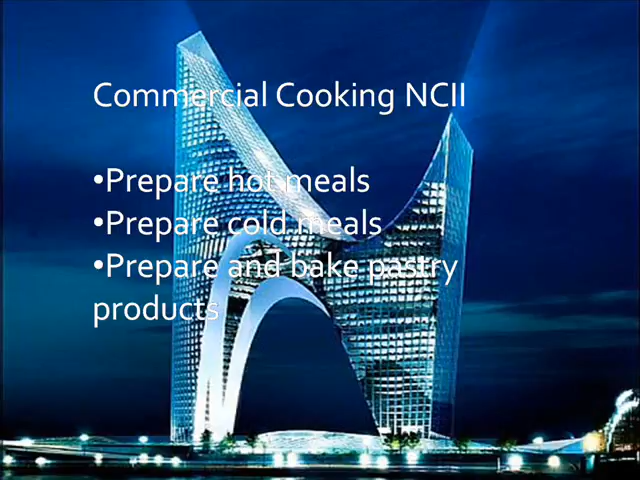 Commercial Cooking NCII
•Prepare hot meals
•Prepare cold meals
•Prepare and bake pastry
products